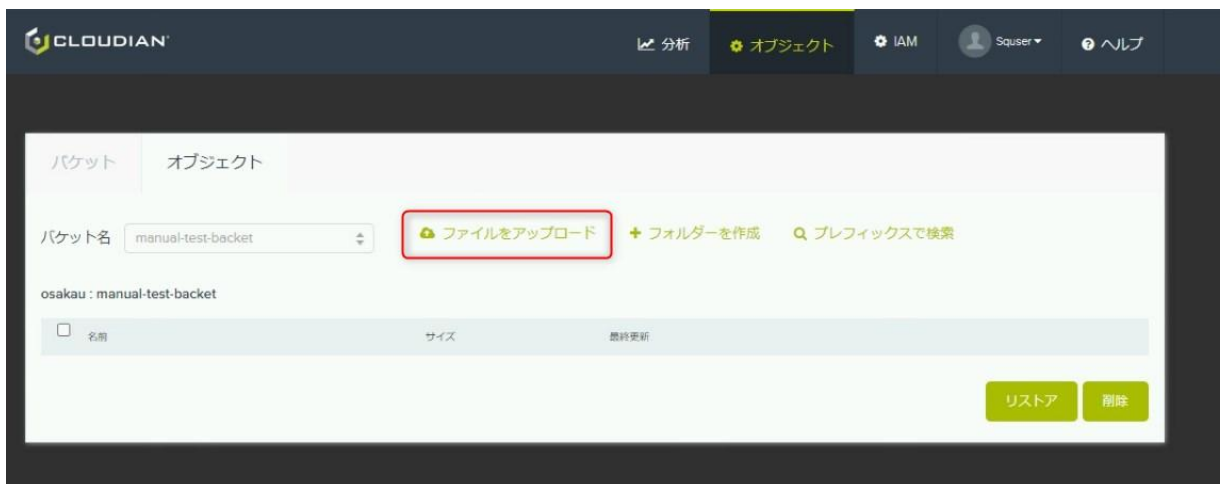 CLOUDIAN
分析
オブジェクト
IAM
Squser
ヘルプ
バケット
オブジェクト
バケット名
manual-test-backet
ファイルをアップロード
フォルダーを作成
プレフィックスで検索
osakau : manual-test-backet
名前
サイズ
最終更新
リストア
削除